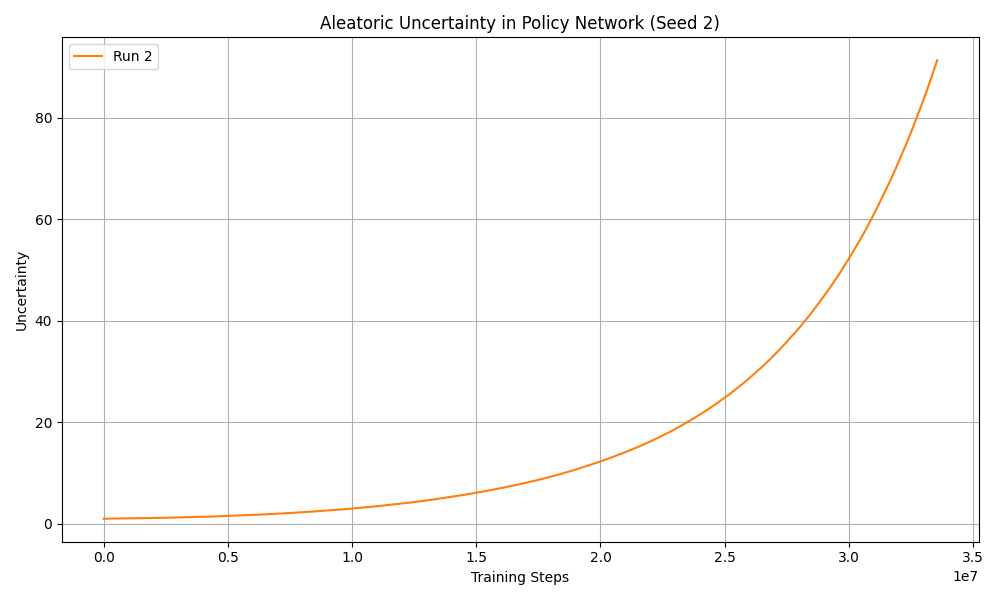 Aleatoric Uncertainty in Policy Network (Seed 2)
Run 2
Uncertainty
80
60
40
20
0
0.0 0.5 1.0 1.5 2.0 2.5 3.0 3.5
1e7
Training Steps